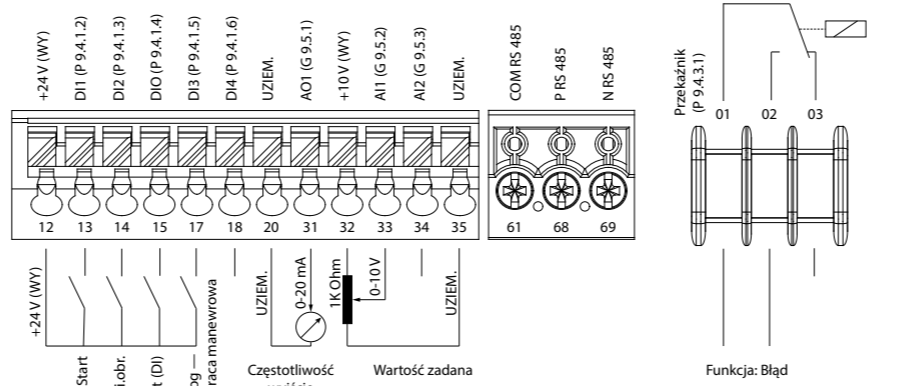 +24 V (WY)
DI1 (P 9.4.1.2)
DI2 (P 9.4.1.3)
DIO (P 9.4.1.4)
DI3 (P 9.4.1.5)
DI4 (P 9.4.1.6)
UZIEM.
AO1 (G 9.5.1)
+10 V (WY)
AI1 (G 9.5.2)
AI2 (G 9.5.3)
UZIEM.
COM RS 485
P RS 485
N RS 485
Przekaźnik
(P 9.4.3.1)
01
02
03
12
13
14
15
17
18
20
31
32
33
34
35
61
68
69
+24 V (WY)
Start
i.obr.
t (DI)
og —
raca manewrowa
UZIEM.
0-20 mA
1K Ohm
0-10 V
UZIEM.
Częstotliwość
Wartość zadana
Funkcja: Błąd